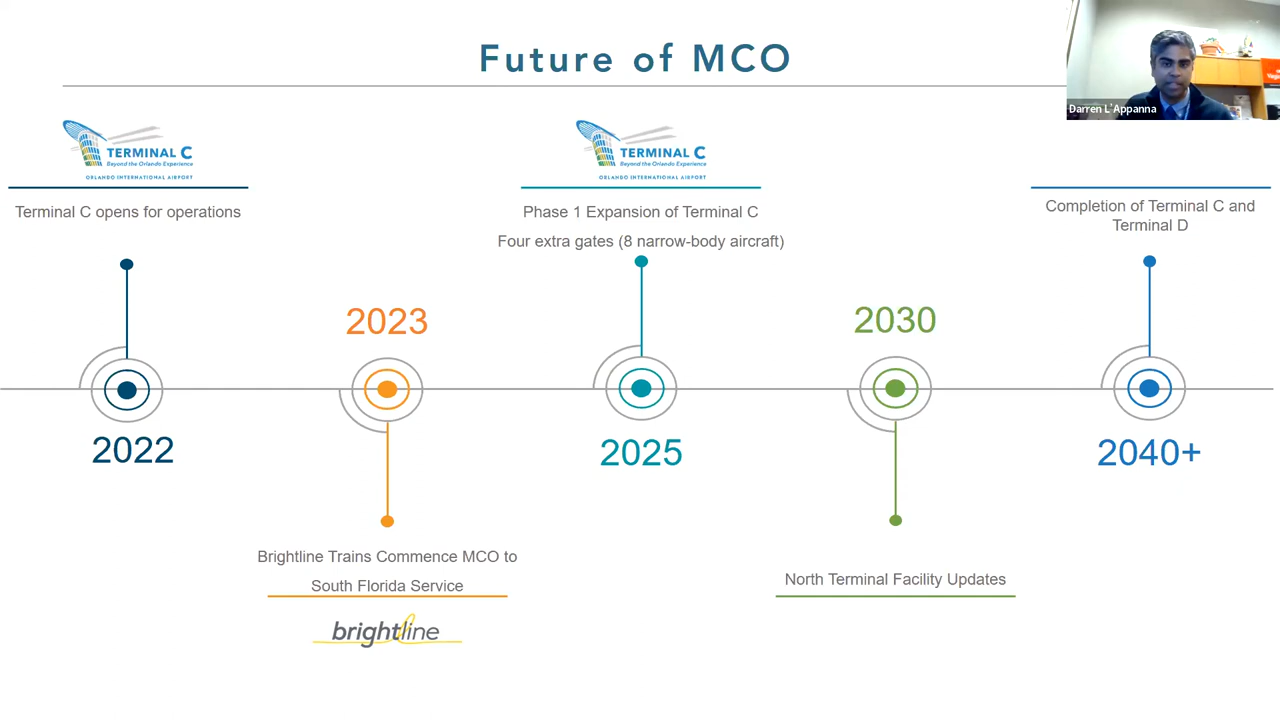 Future of MCO
Darren L'Appanna
TERMINAL C
Beyond the Orlando Experience
ORLANDO INTERNATIONAL AIRPORT
Terminal C opens for operations
2022
2023
Brightline Trains Commence MCO to
South Florida Service
brightline
TERMINAL C
Beyond the Orlando Experience
ORLANDO INTERNATIONAL AIRPORT
Phase 1 Expansion of Terminal C
Four extra gates (8 narrow-body aircraft)
2025
2030
North Terminal Facility Updates
Completion of Terminal C and
Terminal D
2040+